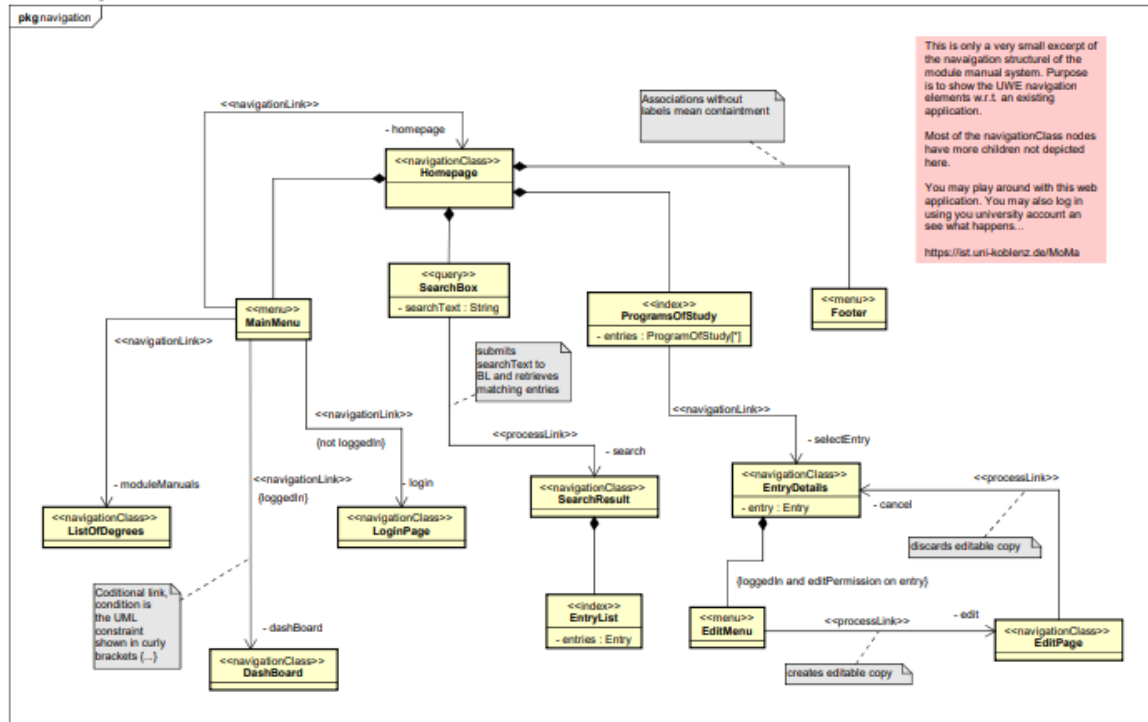 pkg navigation
This is only a very small excerpt of
the navaigation structurel of the
module manual system. Purpose
is to show the UWE navigation
elements w.r.t. an existing
application.
Most of the navigationClass nodes
have more children not depicted
here.
You may play around with this web
application. You may also log in
using you university account an
see what happens...
https://ist.uni-koblenz.de/MoMa
<<navigationLink>>
- homepage
Associations without
labels mean containtment
<<navigationClass>>
Homepage
<<query>>
SearchBox
- searchText : String
<<index>>
ProgramsOfStudy
- entries : ProgramOfStudy[*]
<<menu>>
Footer
<<menu>>
MainMenu
<<navigationLink>>
submits
searchText to
BL and retrieves
matching entries
<<navigationLink>>
{not loggedIn}
<<navigationLink>>
<<processLink>>
- selectEntry
- search
<<navigationLink>>
{loggedIn}
- moduleManuals
- login
<<navigationClass>>
ListOfDegrees
<<navigationClass>>
LoginPage
<<navigationClass>>
SearchResult
<<navigationClass>>
EntryDetails
- entry : Entry
<<processLink>>
- cancel
discards editable copy
Coditional link,
condition is
the UML
constraint
shown in curly
brackets {...}
- dashBoard
<<navigationClass>>
DashBoard
<<index>>
EntryList
- entries : Entry
{loggedIn and editPermission on entry}
<<menu>>
EditMenu
<<processLink>>
- edit
<<navigationClass>>
EditPage
creates editable copy